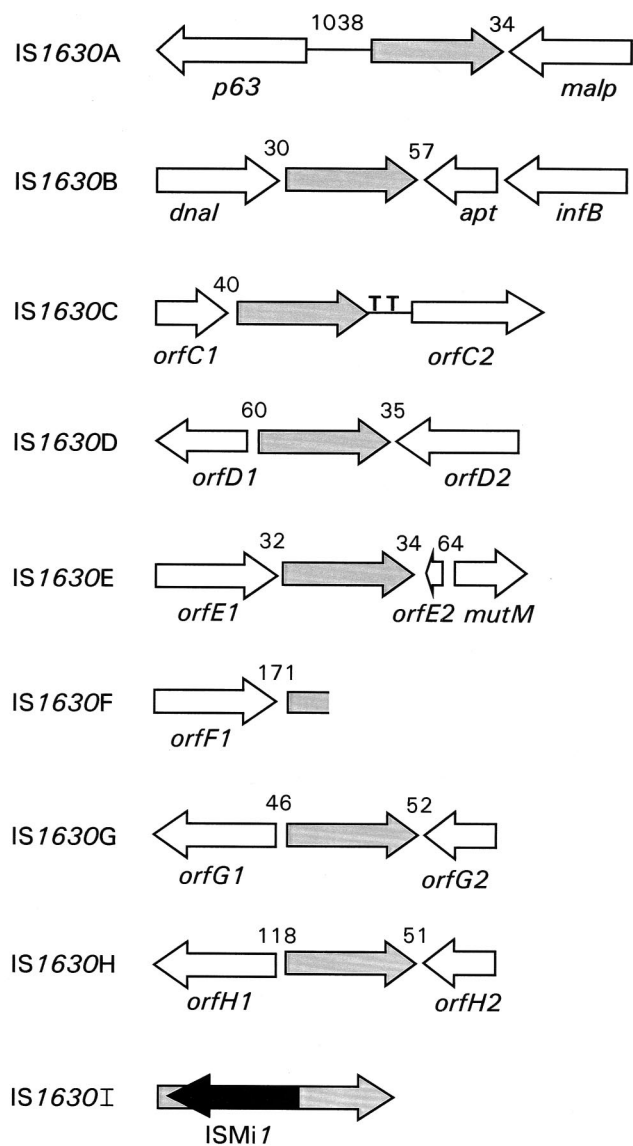 1038 34
IS1630A
p63 malp
30 57
IS1630B
dnaI apt infB
40 T T
IS1630C
orfC1 orfC2
60 35
IS1630D
orfD1 orfD2
32 34 64
IS1630E
orfE1 orfE2 mutM
171
IS1630F
orfF1
46 52
IS1630G
orfG1 orfG2
118 51
IS1630H
orfH1 orfH2
IS1630I
ISMi1